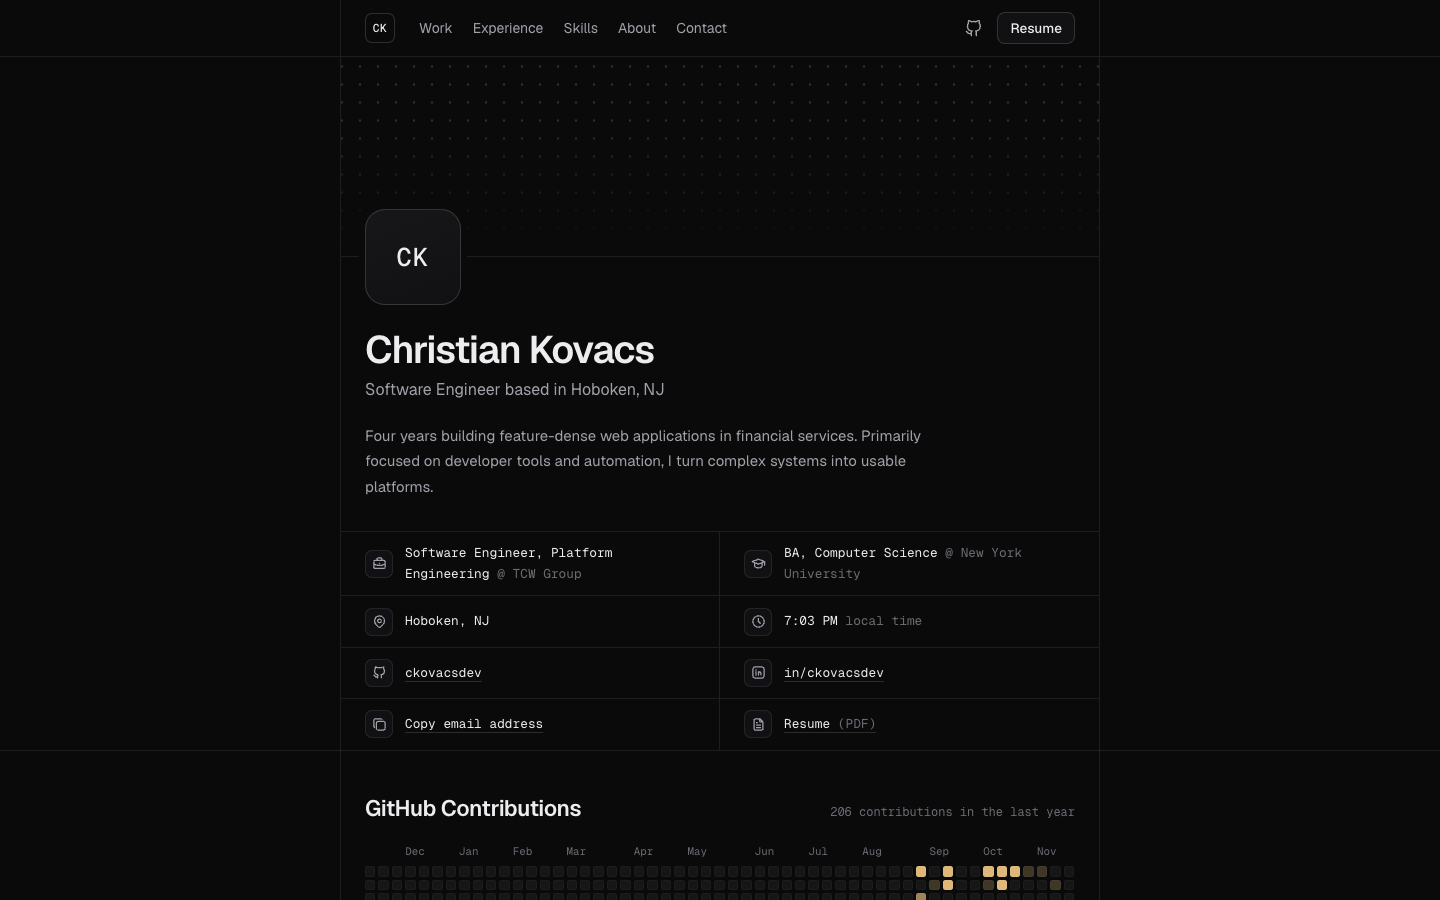 CK Work Experience Skills About Contact Resume
CK
Christian Kovacs
Software Engineer based in Hoboken, NJ
Four years building feature-dense web applications in financial services. Primarily
focused on developer tools and automation, I turn complex systems into usable
platforms.
Software Engineer, Platform
Engineering @ TCW Group
BA, Computer Science @ New York
University
Hoboken, NJ
7:03 PM local time
ckovacsdev
in/ckovacsdev
Copy email address
Resume (PDF)
GitHub Contributions
206 contributions in the last year
Dec Jan Feb Mar Apr May Jun Jul Aug Sep Oct Nov